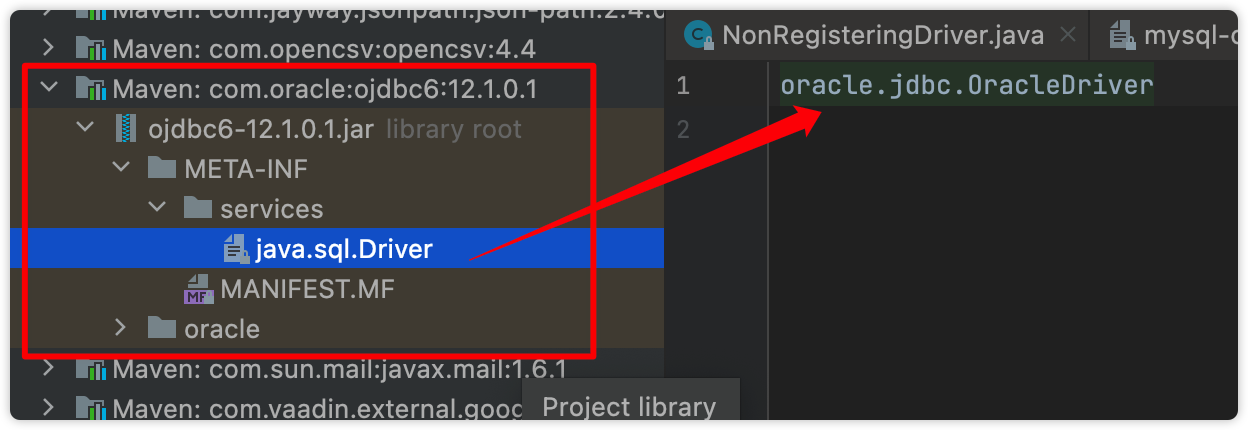 Maven: com.jayway.jsonpath:json-path:2.4.0
Maven: com.opencsv:opencsv:4.4
Maven: com.oracle:ojdbc6:12.1.0.1
ojdbc6-12.1.0.1.jar library root
META-INF
services
java.sql.Driver
MF MANIFEST.MF
oracle
Maven: com.sun.mail:javax.mail:1.6.1
Maven: com.vaadin.external.goog
Project library
C NonRegisteringDriver.java
mysql-c
1 oracle.jdbc.OracleDriver
2